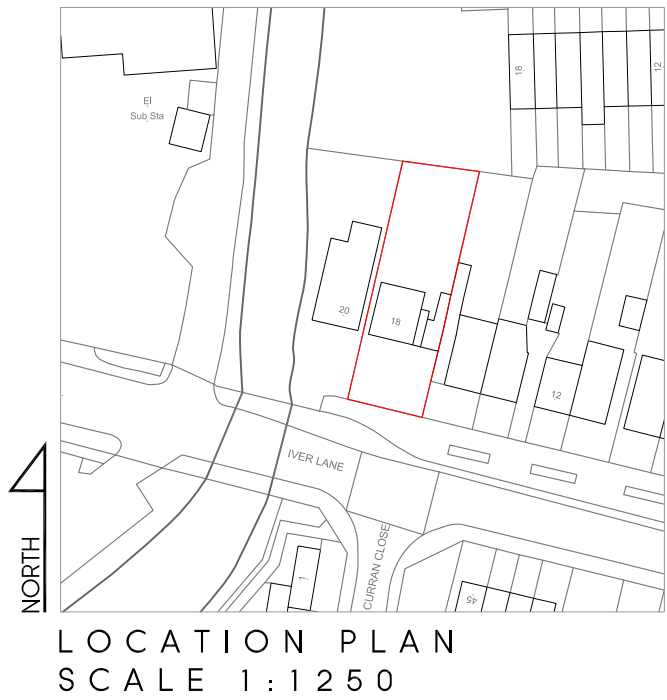 18
12
El
Sub Sta
20
18
12
IVER LANE
CURRAN CLOSE
1
45
NORTH
LOCATION PLAN
SCALE 1:1250